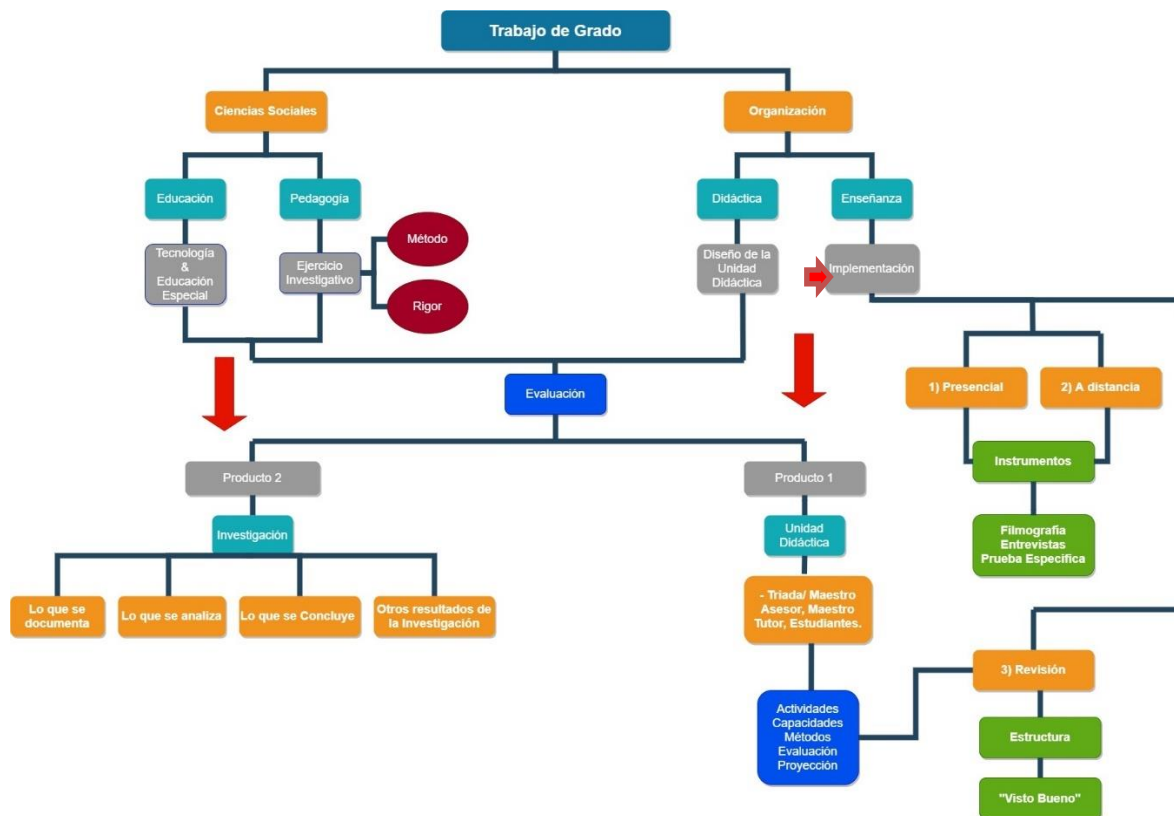 Trabajo de Grado
Ciencias Sociales
Organización
Educación
Pedagogía
Didáctica
Enseñanza
Tecnología
&
Educación
Especial
Ejercicio
Investigativo
Método
Rigor
Diseño de la
Unidad
Didáctica
Implementación
Evaluación
1) Presencial
2) A distancia
Instrumentos
Filmografia
Entrevistas
Prueba Especifica
Producto 2
Producto 1
Investigación
Unidad
Didáctica
Lo que se
documenta
Lo que se analiza
Lo que se Concluye
Otros resultados de
la Investigación
- Triada/ Maestro
Asesor, Maestro
Tutor, Estudiantes.
Actividades
Capacidades
Métodos
Evaluación
Proyección
3) Revisión
Estructura
"Visto Bueno"